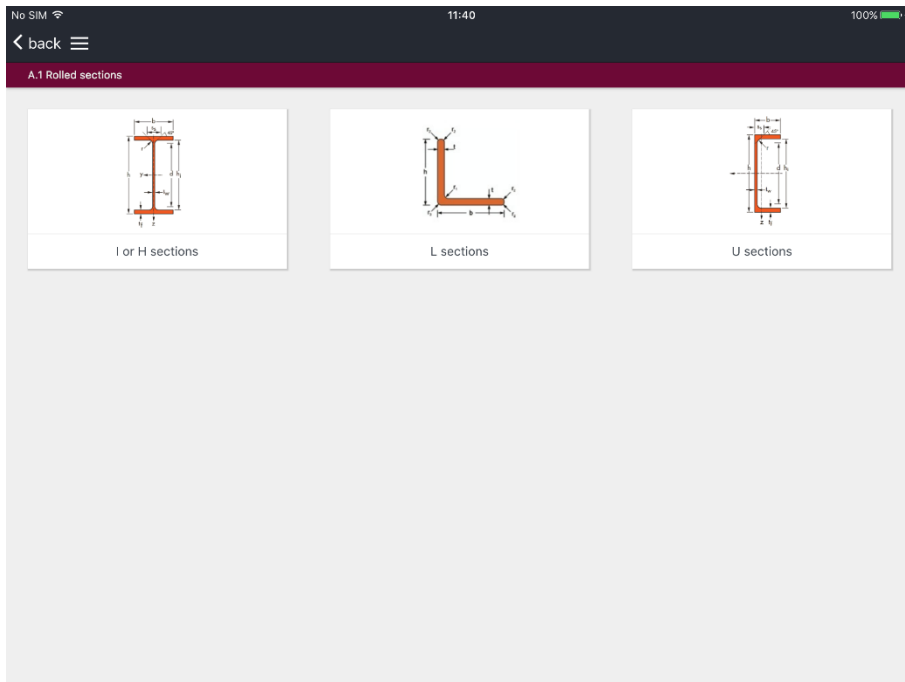 No SIM
11:40
100%
back
A.1 Rolled sections
b
h
d
y
z
I or H sections
h
t
t
b
L sections
b
h
d
z
U sections